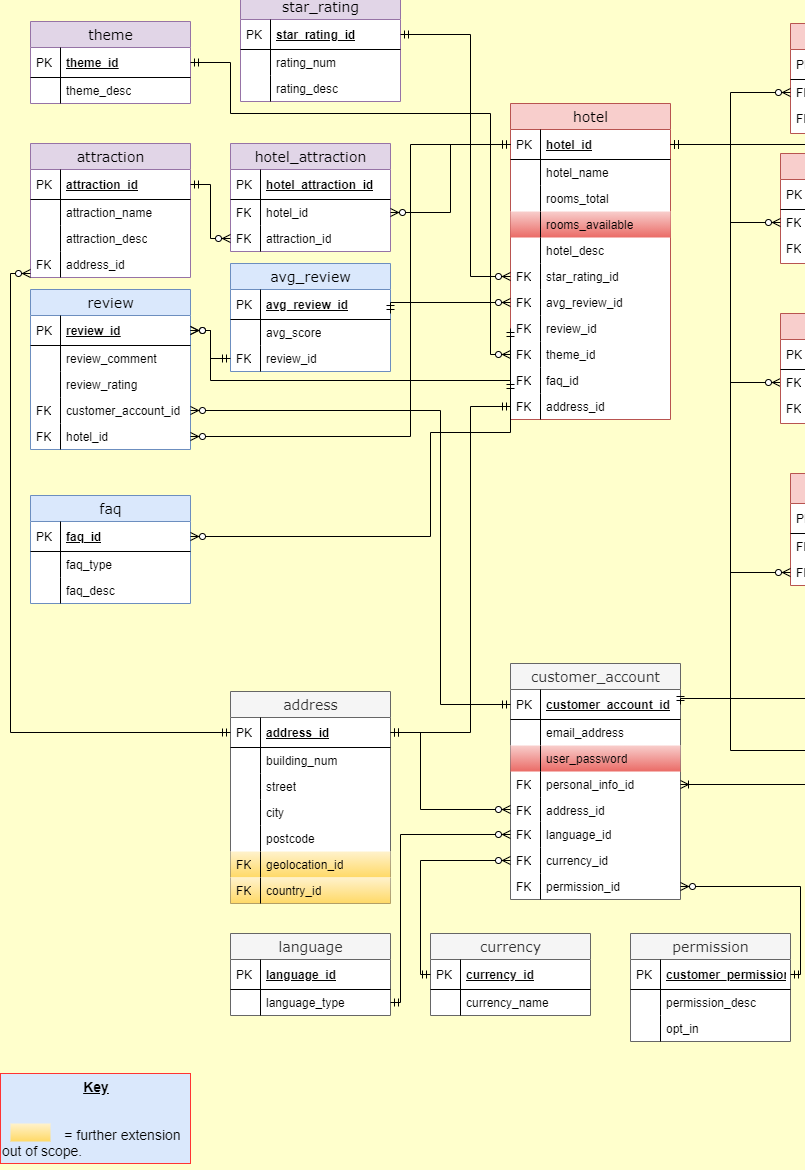 star_rating
PK star_rating_id
rating_num
rating_desc
theme
PK theme_id
theme_desc
hotel
PK hotel_id
hotel_name
rooms_total
rooms_available
hotel_desc
FK star_rating_id
FK avg_review_id
FK review_id
FK theme_id
FK faq_id
FK address_id
attraction
PK attraction_id
attraction_name
attraction_desc
FK address_id
hotel_attraction
PK hotel_attraction_id
FK hotel_id
FK attraction_id
avg_review
PK avg_review_id
avg_score
FK review_id
review
PK review_id
review_comment
review_rating
FK customer_account_id
FK hotel_id
faq
PK faq_id
faq_type
faq_desc
address
PK address_id
building_num
street
city
postcode
FK geolocation_id
FK country_id
customer_account
PK customer_account_id
email_address
user_password
FK personal_info_id
FK address_id
FK language_id
FK currency_id
FK permission_id
language
PK language_id
language_type
currency
PK currency_id
currency_name
permission
PK customer_permission
permission_desc
opt_in
PK
FK
FK
PK
FK
FK
Key
= further extension
out of scope.